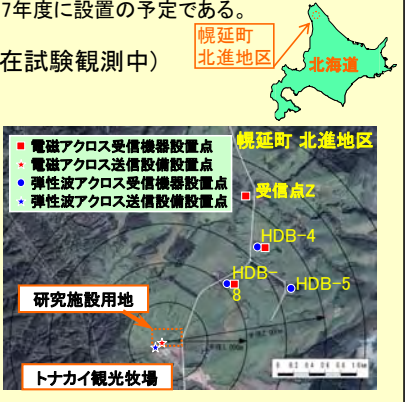 7年度に設置の予定である。
在試験観測中)
幌延町
北進地区
北海道
■ 電磁アクロス受信機器設置点
★ 電磁アクロス送信設備設置点
● 弾性波アクロス受信機器設置点
★ 弾性波アクロス送信設備設置点
幌延町 北進地区
受信点Z
HDB-4
HDB-
8
HDB-5
研究施設用地
トナカイ観光牧場